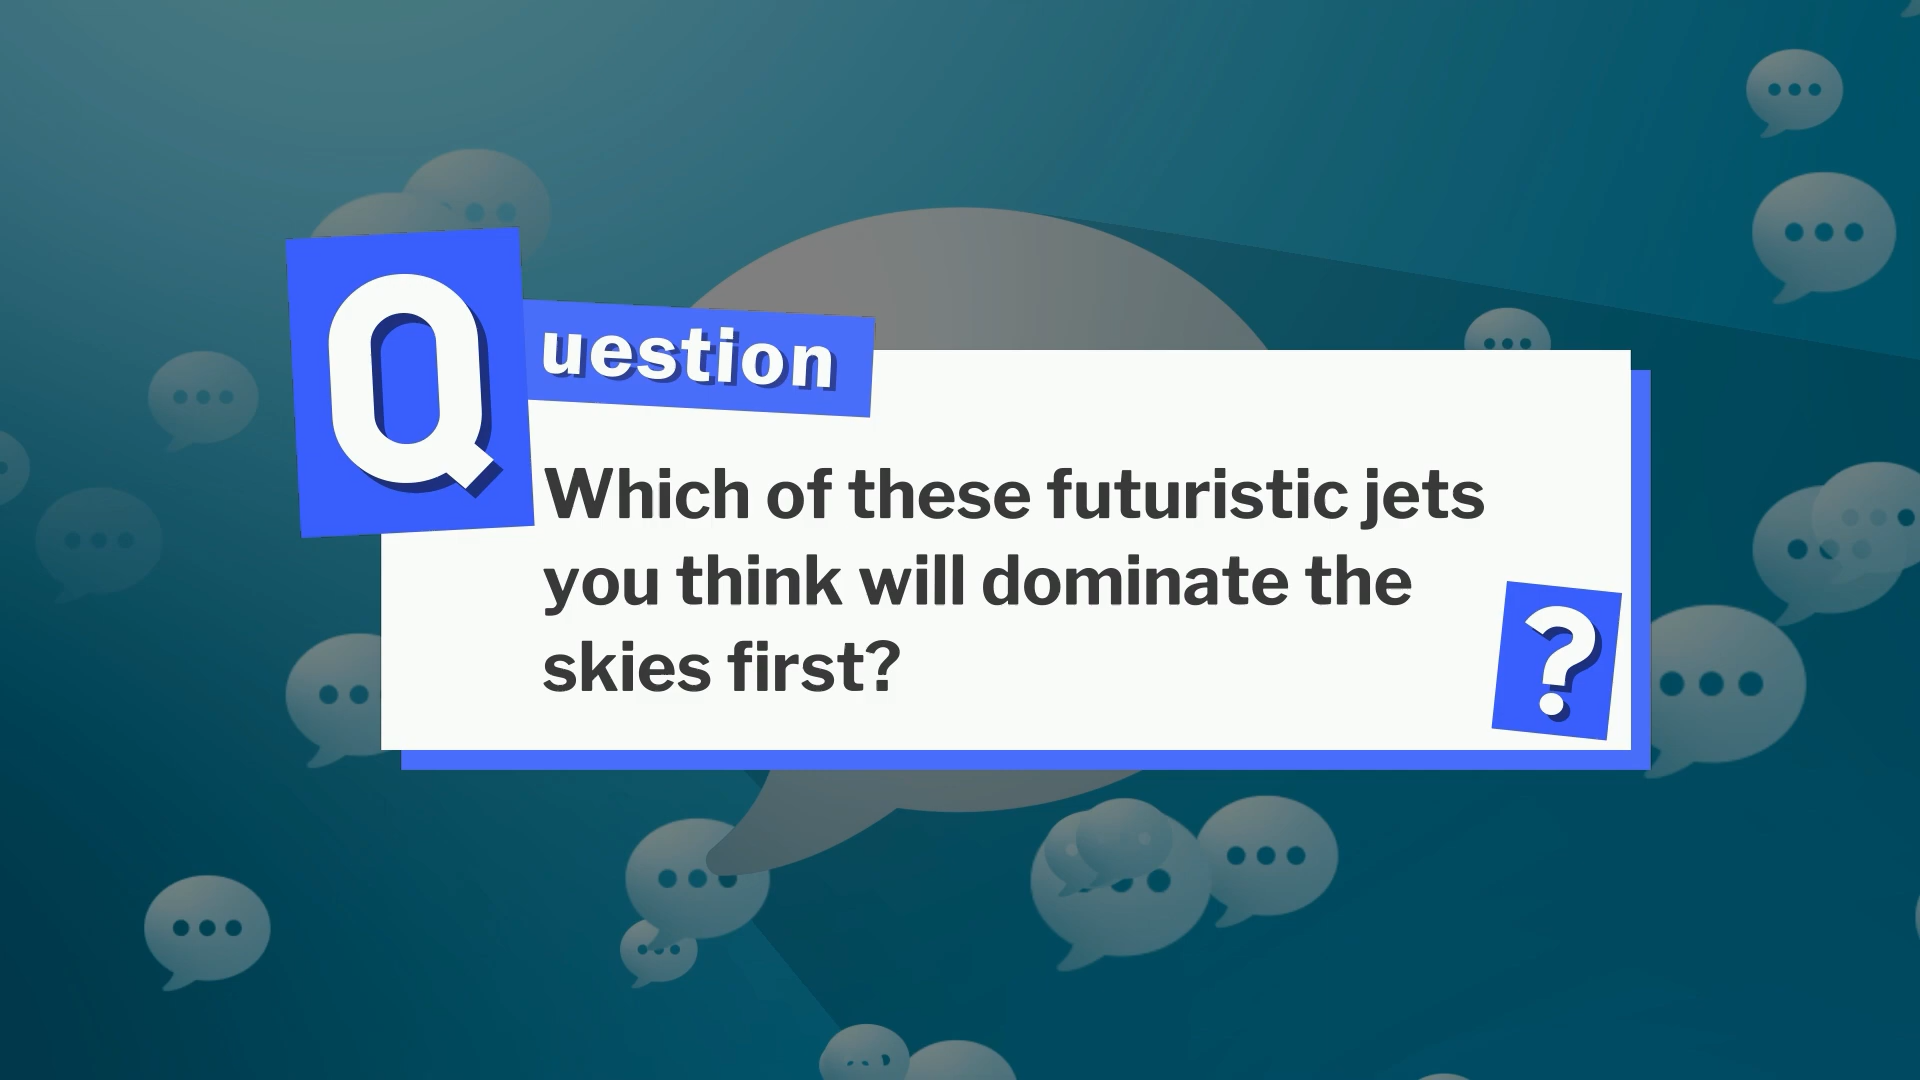 Question
Which of these futuristic jets
you think will dominate the
skies first?
?